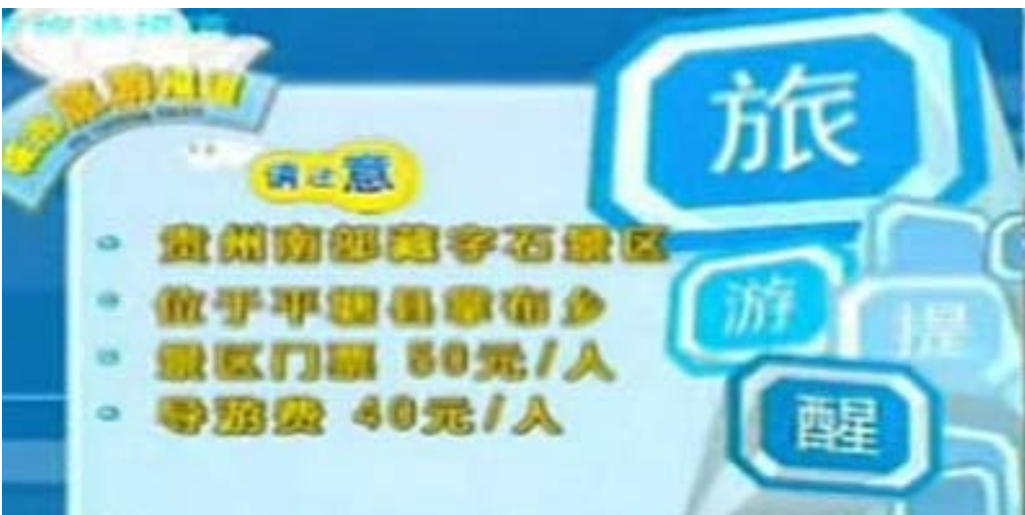 旅
请注意
贵州南部藏字石景区
游
提
位于平塘县掌布乡
景区门票 50元/人
醒
导游费 40元/人